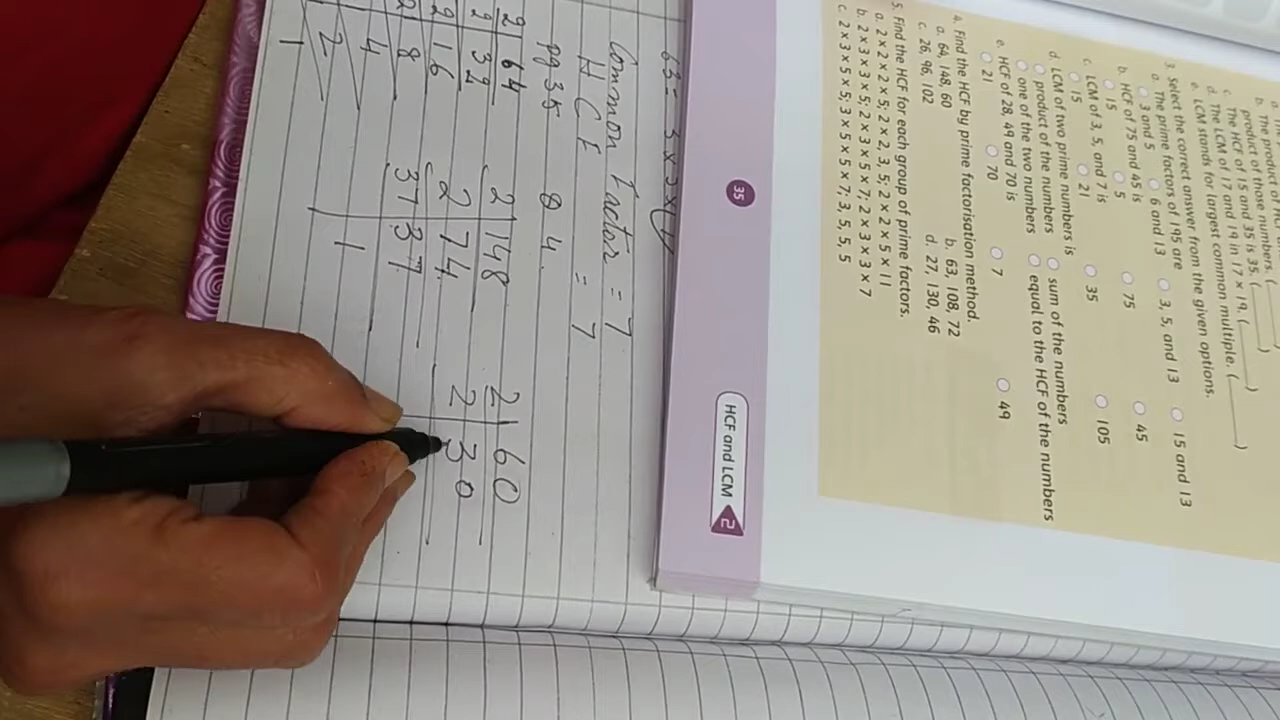 b. The product of
product of those numbers. (
c. The HCF of 15 and 35 is 35. (
d. The LCM of 17 and 19 in 17 × 19. (
e. LCM stands for largest common multiple. (
3. Select the correct answer from the given options.
a. The prime factors of 195 are
3 and 5 6 and 13 3, 5, and 13 15 and 13
b. HCF of 75 and 45 is
15 5 75 45
c. LCM of 3, 5, and 7 is
15 21 35 105
d. LCM of two prime numbers is
product of the numbers sum of the numbers
one of the two numbers equal to the HCF of the numbers
e. HCF of 28, 49 and 70 is
21 70 7 49
4. Find the HCF by prime factorisation method.
a. 64, 148, 60 b. 63, 108, 72
c. 26, 96, 102 d. 27, 130, 46
5. Find the HCF for each group of prime factors.
a. 2 × 2 × 2 × 5; 2 × 2, 3, 5; 2 × 2 × 5 × 11
b. 2 × 3 × 3 × 5; 2 × 3 × 5 × 7; 2 × 3 × 3 × 7
c. 2 × 3 × 5 × 5; 3 × 5 × 5 × 7; 3, 5, 5, 5
35 HCF and LCM 2
63 = 3 x 3 x
Common Factor = 7
HCF = 7
pg 35 Q 4.
2 64 2 148 2 60
2 32 2 74 2 30
2 16 37 37
2 8 1
4
2
1